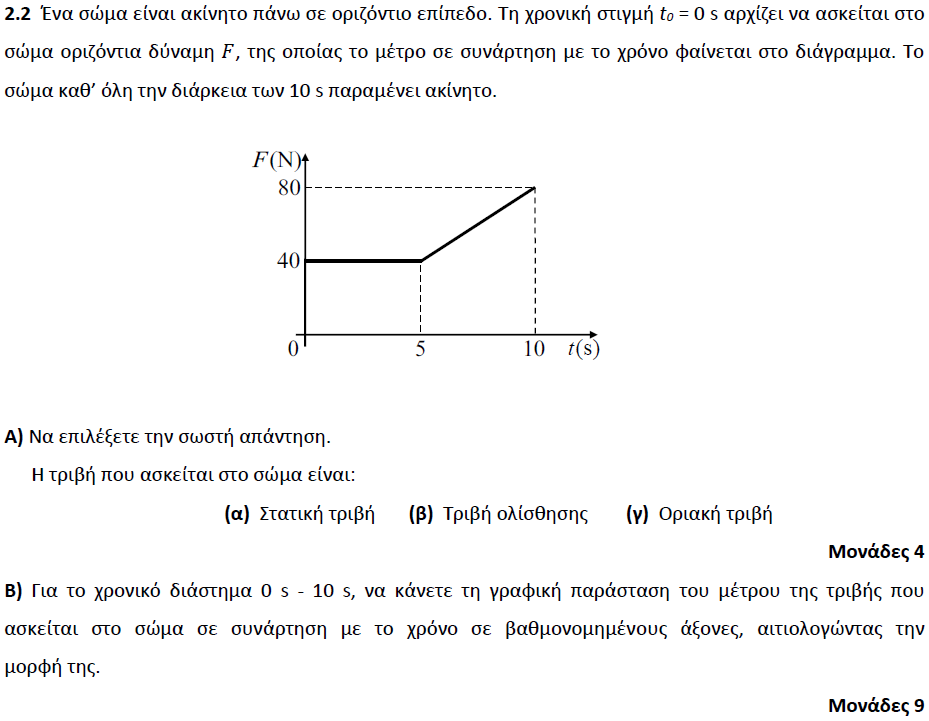 2.2 Ένα σώμα είναι ακίνητο πάνω σε οριζόντιο επίπεδο. Τη χρονική στιγμή t₀ = 0 s αρχίζει να ασκείται στο
σώμα οριζόντια δύναμη F, της οποίας το μέτρο σε συνάρτηση με το χρόνο φαίνεται στο διάγραμμα. Το
σώμα καθ’ όλη την διάρκεια των 10 s παραμένει ακίνητο.
F(N)
80
40
0 5 10 t(s)
Α) Να επιλέξετε την σωστή απάντηση.
Η τριβή που ασκείται στο σώμα είναι:
(α) Στατική τριβή (β) Τριβή ολίσθησης (γ) Οριακή τριβή
Μονάδες 4
Β) Για το χρονικό διάστημα 0 s - 10 s, να κάνετε τη γραφική παράσταση του μέτρου της τριβής που
ασκείται στο σώμα σε συνάρτηση με το χρόνο σε βαθμονομημένους άξονες, αιτιολογώντας την
μορφή της.
Μονάδες 9